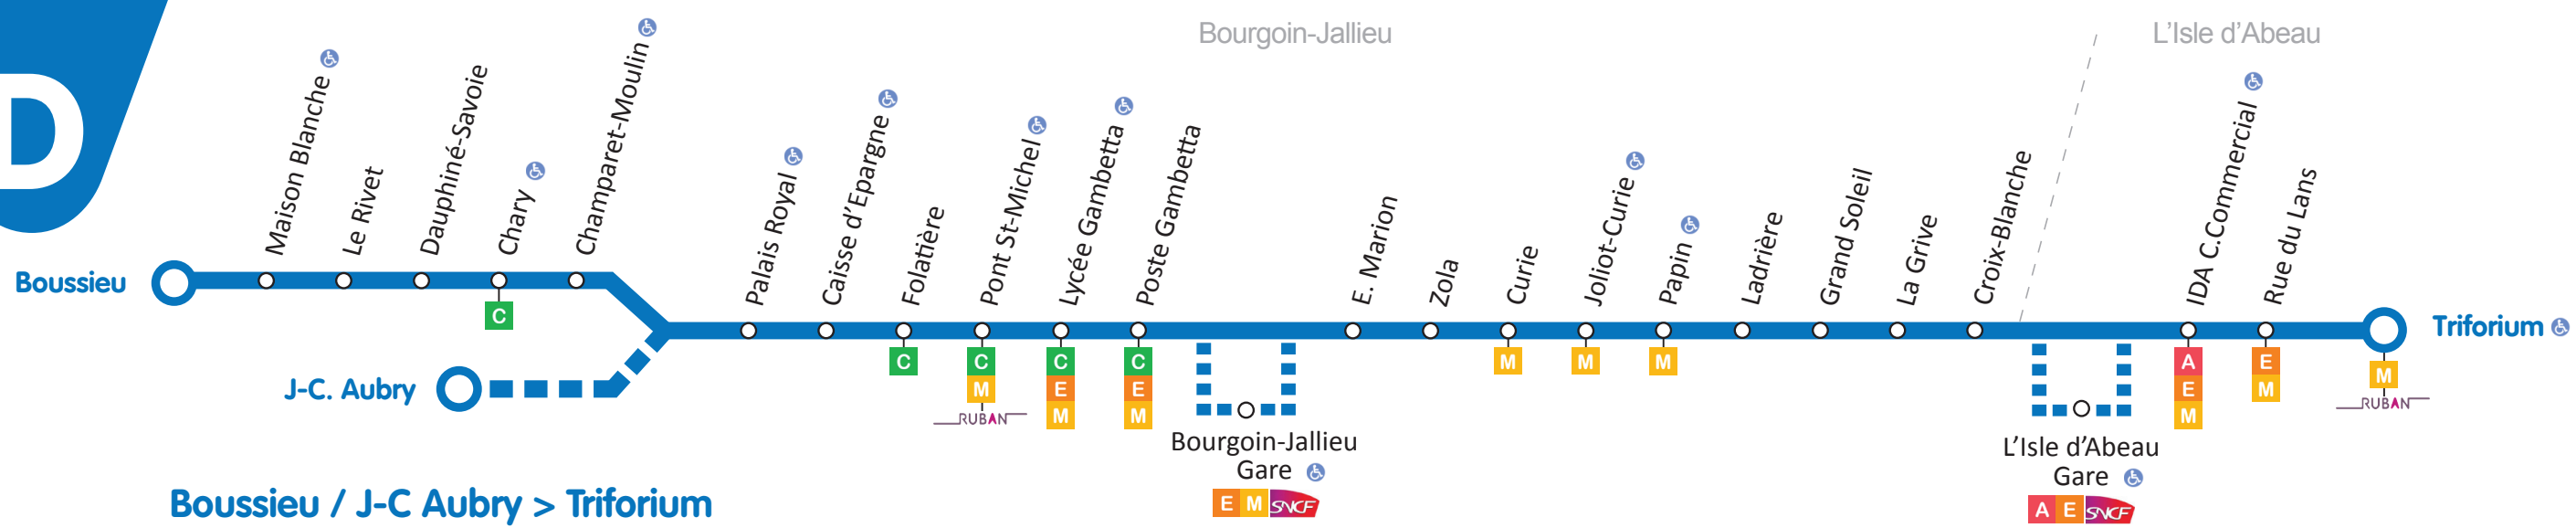 D
Bourgoin-Jallieu
L'Isle d'Abeau
Boussieu
Maison Blanche
Le Rivet
Dauphiné-Savoie
Chary
C
Champaret-Moulin
J-C. Aubry
Palais Royal
Caisse d'Epargne
Folatière
C
Pont St-Michel
C
M
RUBAN
Lycée Gambetta
C
E
M
Poste Gambetta
C
E
M
Bourgoin-Jallieu
Gare
E M SNCF
E. Marion
Zola
Curie
M
Joliot-Curie
M
Papin
M
Ladrière
Grand Soleil
La Grive
Croix-Blanche
L'Isle d'Abeau
Gare
A E SNCF
IDA C.Commercial
A
E
M
Rue du Lans
E
M
Triforium
M
RUBAN
Boussieu / J-C Aubry > Triforium